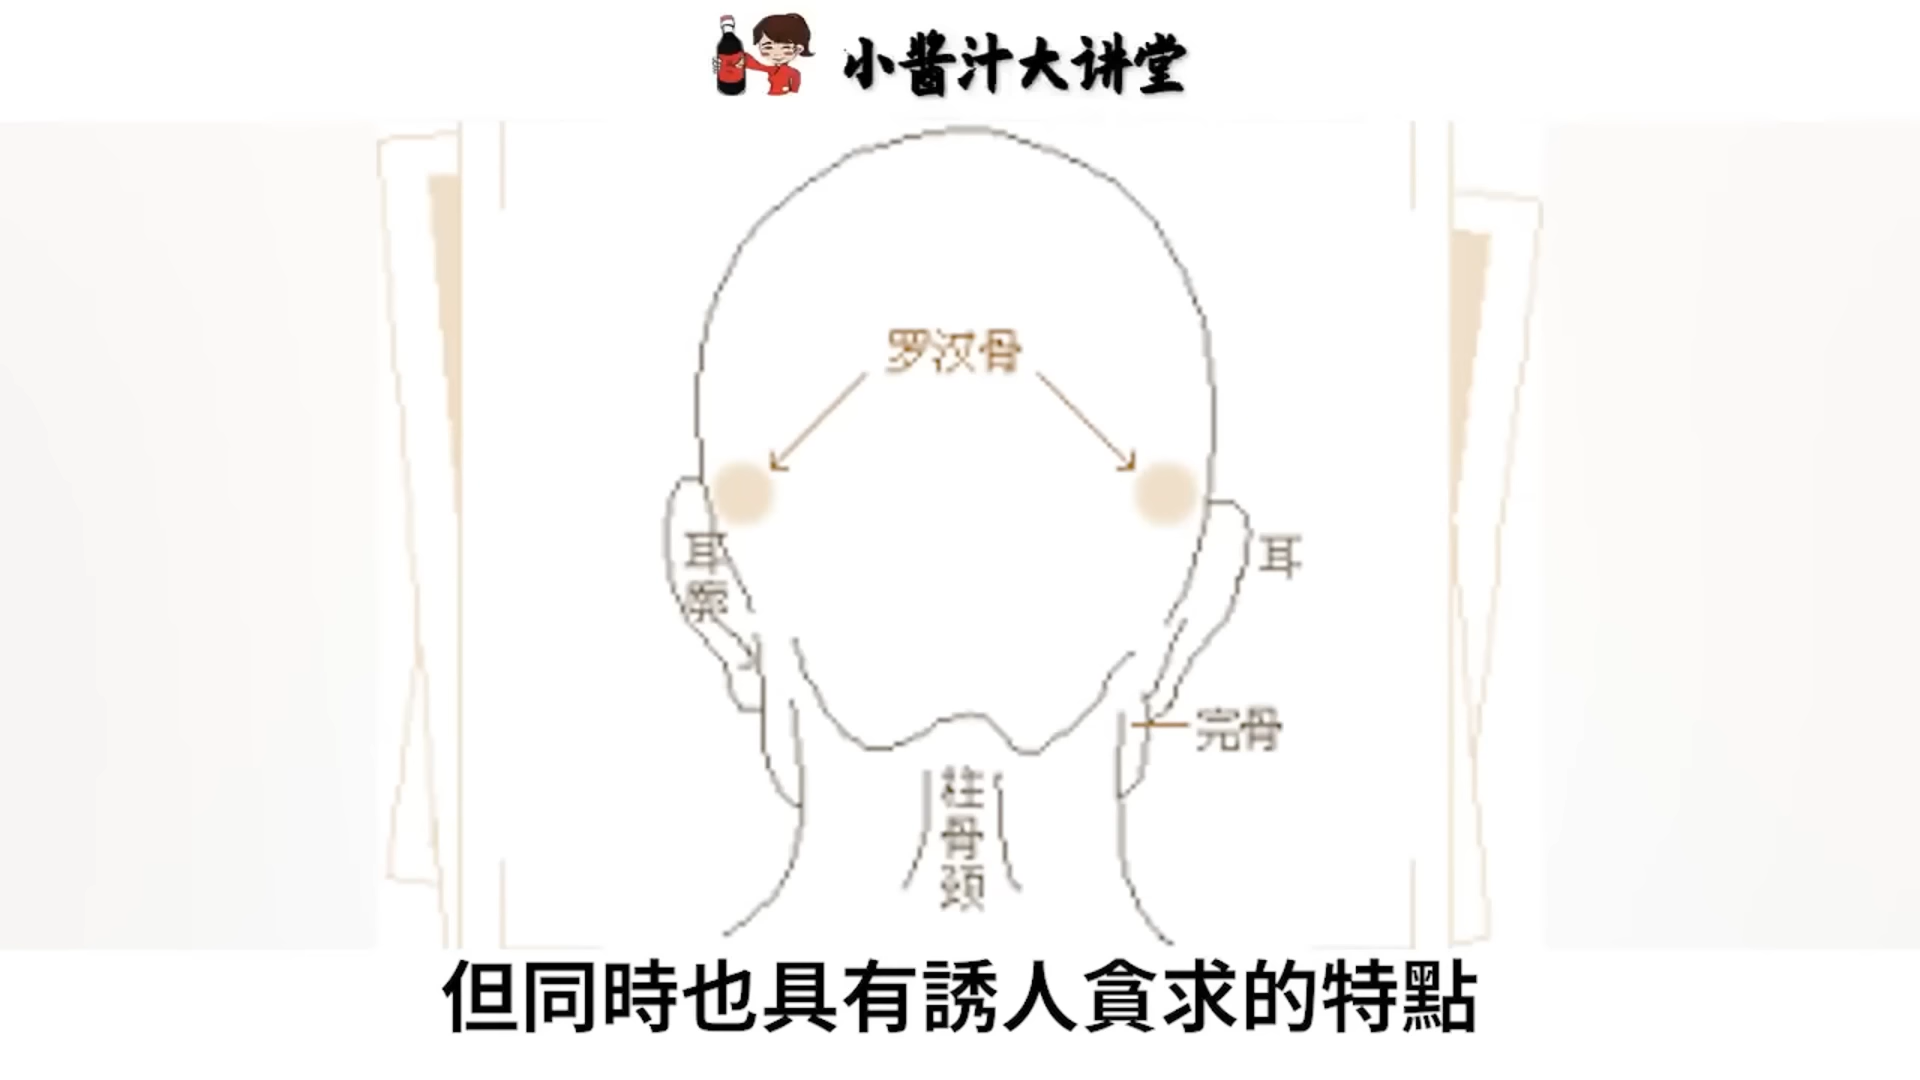 小酱汁大讲堂
罗汉骨
耳
廓
耳
完骨
柱
骨
颈
但同時也具有誘人貪求的特點